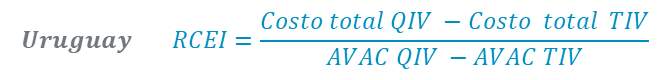 Uruguay RCEI = Costo total QIV − Costo total TIV
AVAC QIV − AVAC TIV